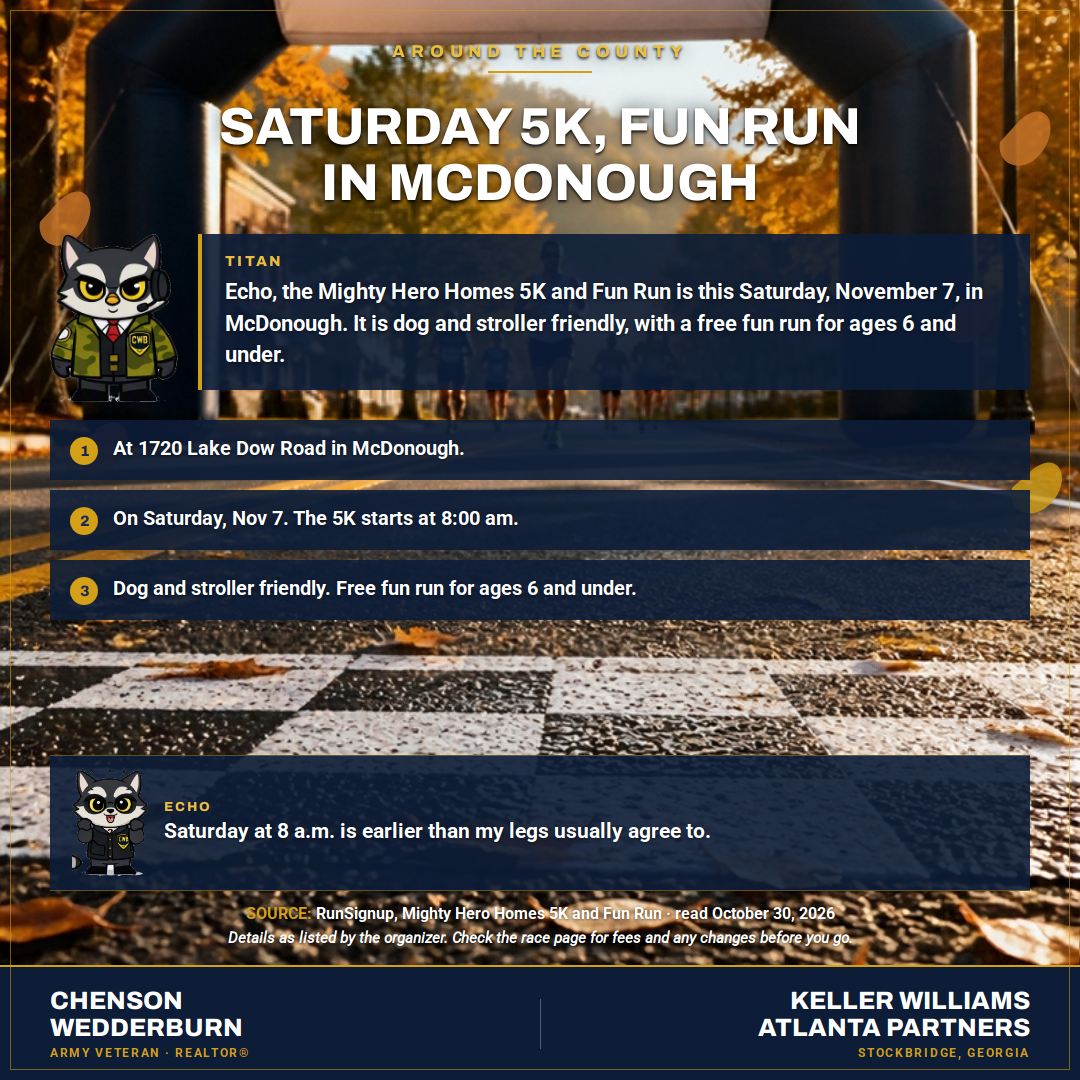 AROUND THE COUNTY
SATURDAY 5K, FUN RUN
IN MCDONOUGH
TITAN
Echo, the Mighty Hero Homes 5K and Fun Run is this Saturday, November 7, in
McDonough. It is dog and stroller friendly, with a free fun run for ages 6 and
under.
CWB
1 At 1720 Lake Dow Road in McDonough.
2 On Saturday, Nov 7. The 5K starts at 8:00 am.
3 Dog and stroller friendly. Free fun run for ages 6 and under.
ECHO
Saturday at 8 a.m. is earlier than my legs usually agree to.
CWB
SOURCE: RunSignup, Mighty Hero Homes 5K and Fun Run · read October 30, 2026
Details as listed by the organizer. Check the race page for fees and any changes before you go.
CHENSON
WEDDERBURN
ARMY VETERAN · REALTOR®
KELLER WILLIAMS
ATLANTA PARTNERS
STOCKBRIDGE, GEORGIA